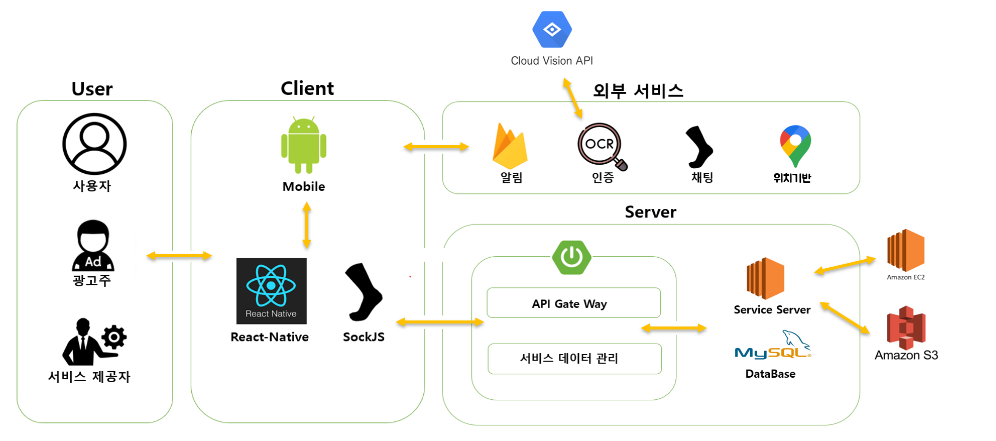 Cloud Vision API
User
Client
외부 서비스
OCR
사용자
Mobile
알림
인증
채팅
위치기반
Server
Ad
광고주
React Native
React-Native
SockJS
API Gate Way
서비스 데이터 관리
Service Server
MySQL
DataBase
Amazon EC2
Amazon S3
서비스 제공자